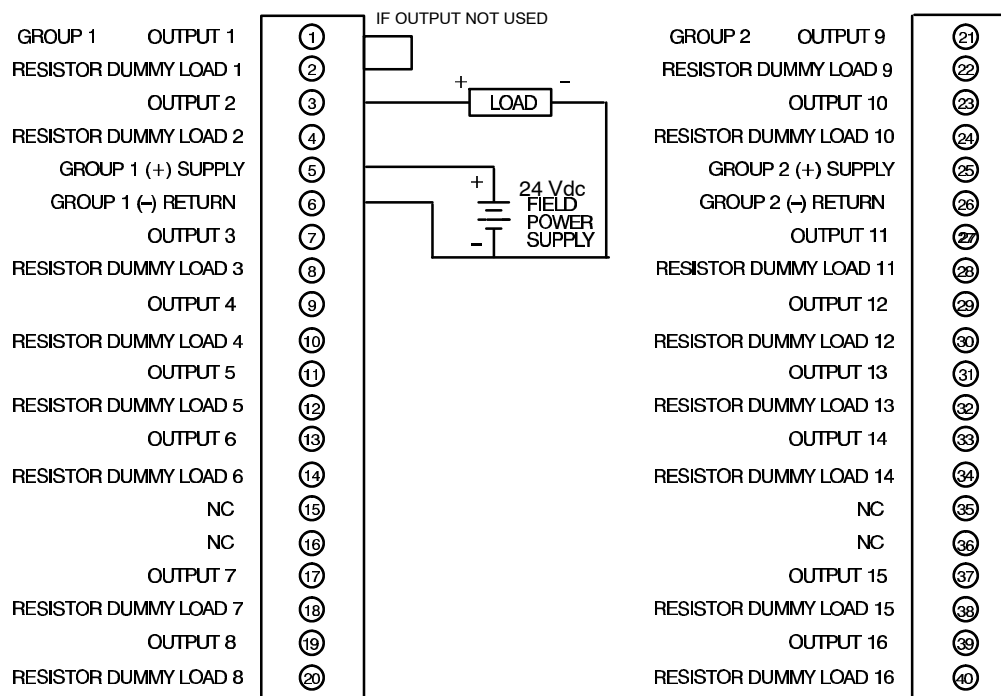 IF OUTPUT NOT USED
GROUP 1 OUTPUT 1 1
RESISTOR DUMMY LOAD 1 2
OUTPUT 2 3
RESISTOR DUMMY LOAD 2 4
GROUP 1 (+) SUPPLY 5
GROUP 1 (–) RETURN 6
OUTPUT 3 7
RESISTOR DUMMY LOAD 3 8
OUTPUT 4 9
RESISTOR DUMMY LOAD 4 10
OUTPUT 5 11
RESISTOR DUMMY LOAD 5 12
OUTPUT 6 13
RESISTOR DUMMY LOAD 6 14
NC 15
NC 16
OUTPUT 7 17
RESISTOR DUMMY LOAD 7 18
OUTPUT 8 19
RESISTOR DUMMY LOAD 8 20
+ LOAD –
+
24 Vdc
FIELD
POWER
– SUPPLY
GROUP 2 OUTPUT 9 21
RESISTOR DUMMY LOAD 9 22
OUTPUT 10 23
RESISTOR DUMMY LOAD 10 24
GROUP 2 (+) SUPPLY 25
GROUP 2 (–) RETURN 26
OUTPUT 11 27
RESISTOR DUMMY LOAD 11 28
OUTPUT 12 29
RESISTOR DUMMY LOAD 12 30
OUTPUT 13 31
RESISTOR DUMMY LOAD 13 32
OUTPUT 14 33
RESISTOR DUMMY LOAD 14 34
NC 35
NC 36
OUTPUT 15 37
RESISTOR DUMMY LOAD 15 38
OUTPUT 16 39
RESISTOR DUMMY LOAD 16 40